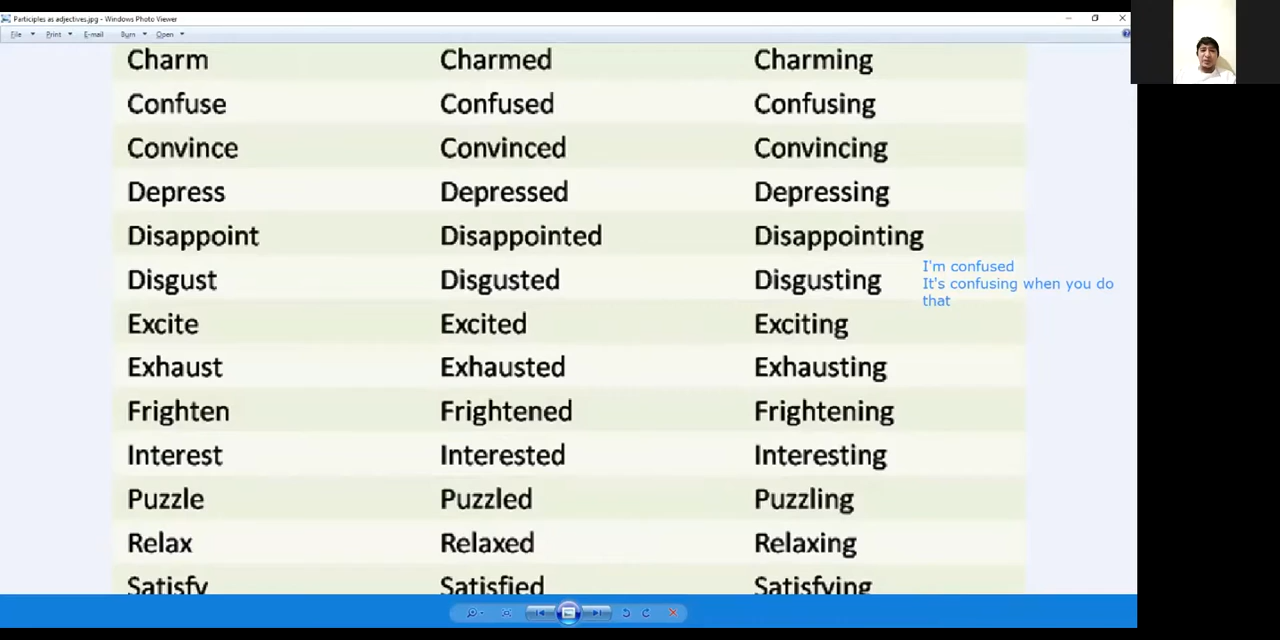 Participles as adjectives.jpg - Windows Photo Viewer
File Print E-mail Burn Open
Charm Charmed Charming
Confuse Confused Confusing
Convince Convinced Convincing
Depress Depressed Depressing
Disappoint Disappointed Disappointing
I'm confused
Disgust Disgusted Disgusting
It's confusing when you do
that
Excite Excited Exciting
Exhaust Exhausted Exhausting
Frighten Frightened Frightening
Interest Interested Interesting
Puzzle Puzzled Puzzling
Relax Relaxed Relaxing
Satisfy Satisfied Satisfying